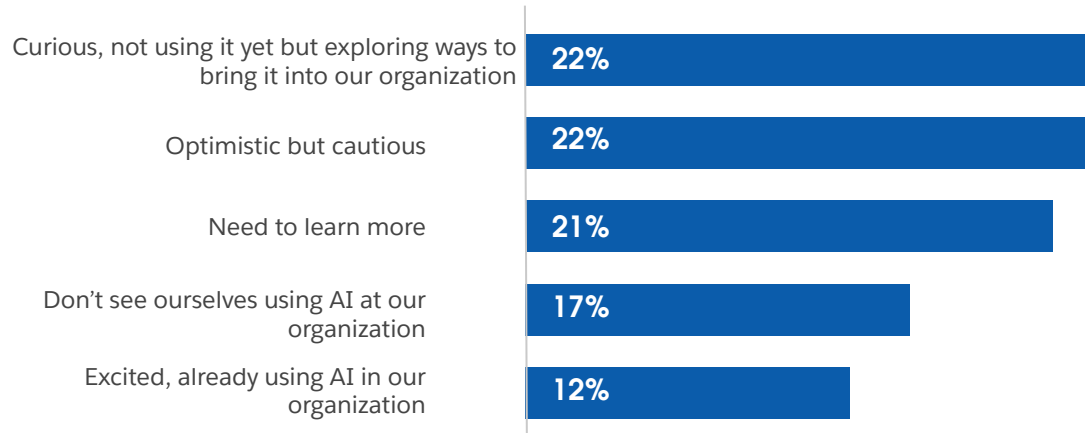 Curious, not using it yet but exploring ways to
bring it into our organization
22%
Optimistic but cautious
22%
Need to learn more
21%
Don’t see ourselves using AI at our
organization
17%
Excited, already using AI in our
organization
12%